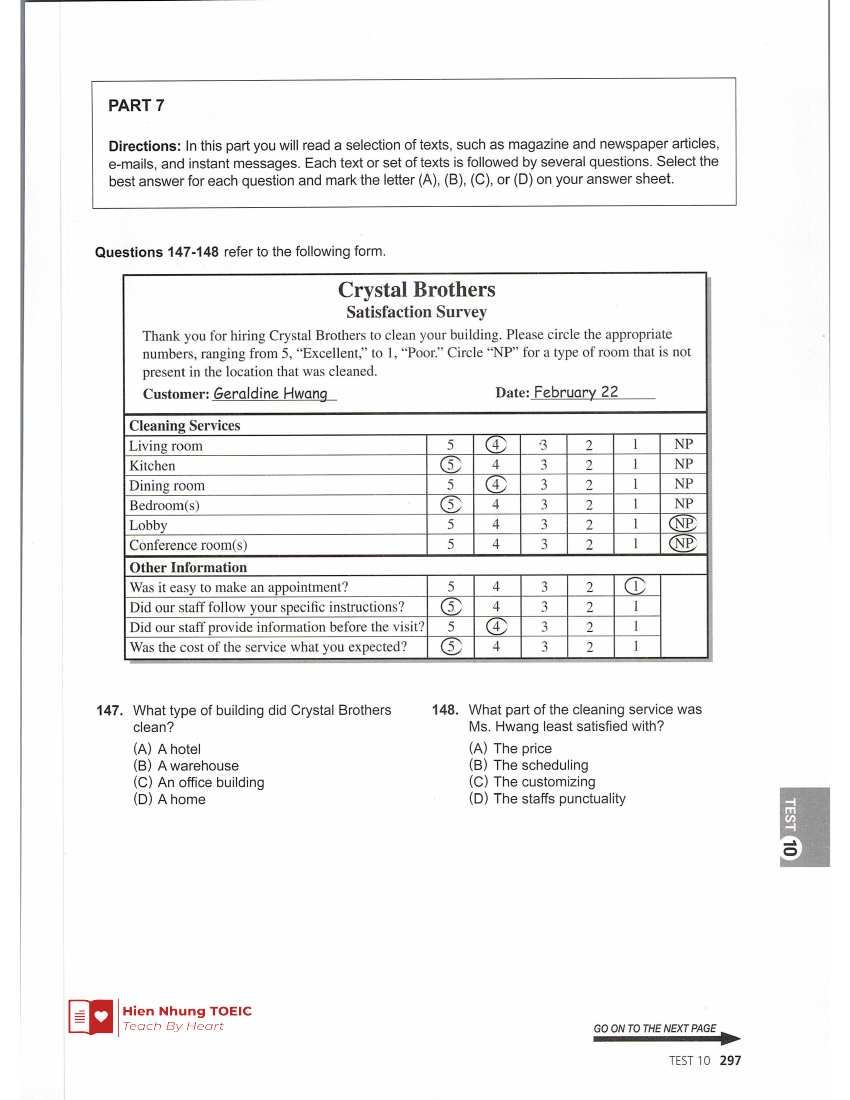 PART 7
Directions: In this part you will read a selection of texts, such as magazine and newspaper articles,
e-mails, and instant messages. Each text or set of texts is followed by several questions. Select the
best answer for each question and mark the letter (A), (B), (C), or (D) on your answer sheet.
Questions 147-148 refer to the following form.
Crystal Brothers
Satisfaction Survey
Thank you for hiring Crystal Brothers to clean your building. Please circle the appropriate
numbers, ranging from 5, “Excellent,” to 1, “Poor.” Circle “NP” for a type of room that is not
present in the location that was cleaned.
Customer: Geraldine Hwang Date: February 22
Cleaning Services
Living room 5 4 3 2 1 NP
Kitchen 5 4 3 2 1 NP
Dining room 5 4 3 2 1 NP
Bedroom(s) 5 4 3 2 1 NP
Lobby 5 4 3 2 1 NP
Conference room(s) 5 4 3 2 1 NP
Other Information
Was it easy to make an appointment? 5 4 3 2 1
Did our staff follow your specific instructions? 5 4 3 2 1
Did our staff provide information before the visit? 5 4 3 2 1
Was the cost of the service what you expected? 5 4 3 2 1
147. What type of building did Crystal Brothers
clean?
(A) A hotel
(B) A warehouse
(C) An office building
(D) A home
148. What part of the cleaning service was
Ms. Hwang least satisfied with?
(A) The price
(B) The scheduling
(C) The customizing
(D) The staffs punctuality
TEST 10
Hien Nhung TOEIC
Teach By Heart
GO ON TO THE NEXT PAGE
TEST 10 297